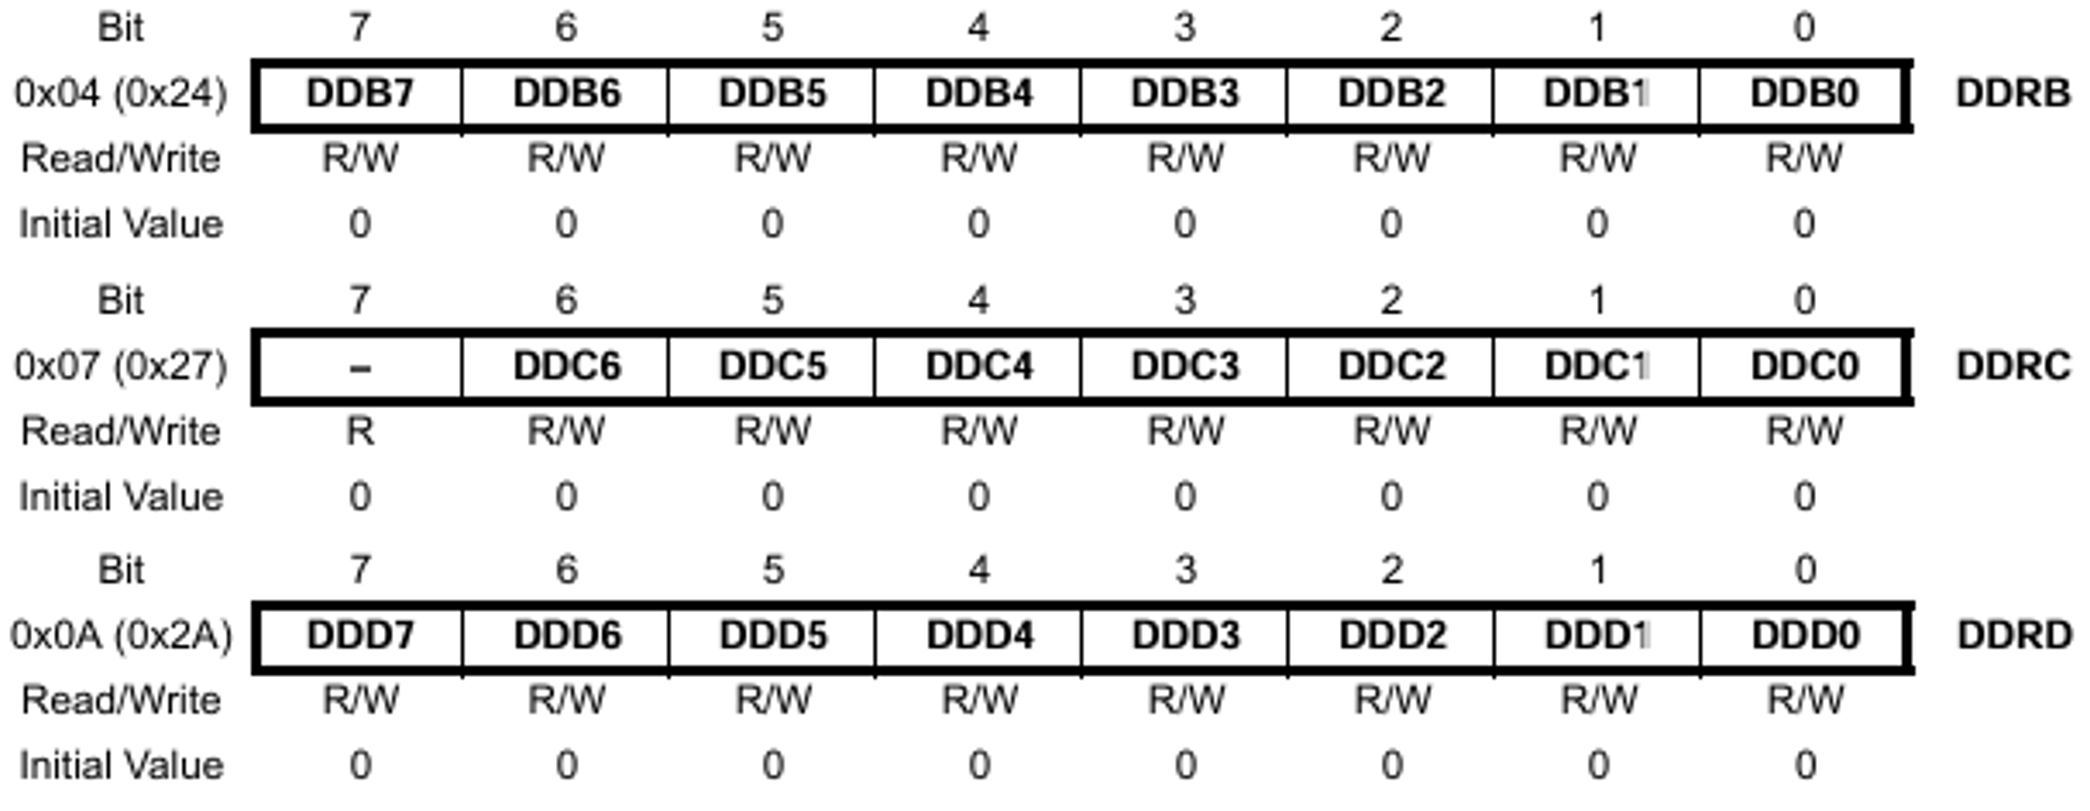 Bit 7 6 5 4 3 2 1 0
0x04 (0x24) DDB7 DDB6 DDB5 DDB4 DDB3 DDB2 DDB1 DDB0 DDRB
Read/Write R/W R/W R/W R/W R/W R/W R/W R/W
Initial Value 0 0 0 0 0 0 0 0
Bit 7 6 5 4 3 2 1 0
0x07 (0x27) – DDC6 DDC5 DDC4 DDC3 DDC2 DDC1 DDC0 DDRC
Read/Write R R/W R/W R/W R/W R/W R/W R/W
Initial Value 0 0 0 0 0 0 0 0
Bit 7 6 5 4 3 2 1 0
0x0A (0x2A) DDD7 DDD6 DDD5 DDD4 DDD3 DDD2 DDD1 DDD0 DDRD
Read/Write R/W R/W R/W R/W R/W R/W R/W R/W
Initial Value 0 0 0 0 0 0 0 0